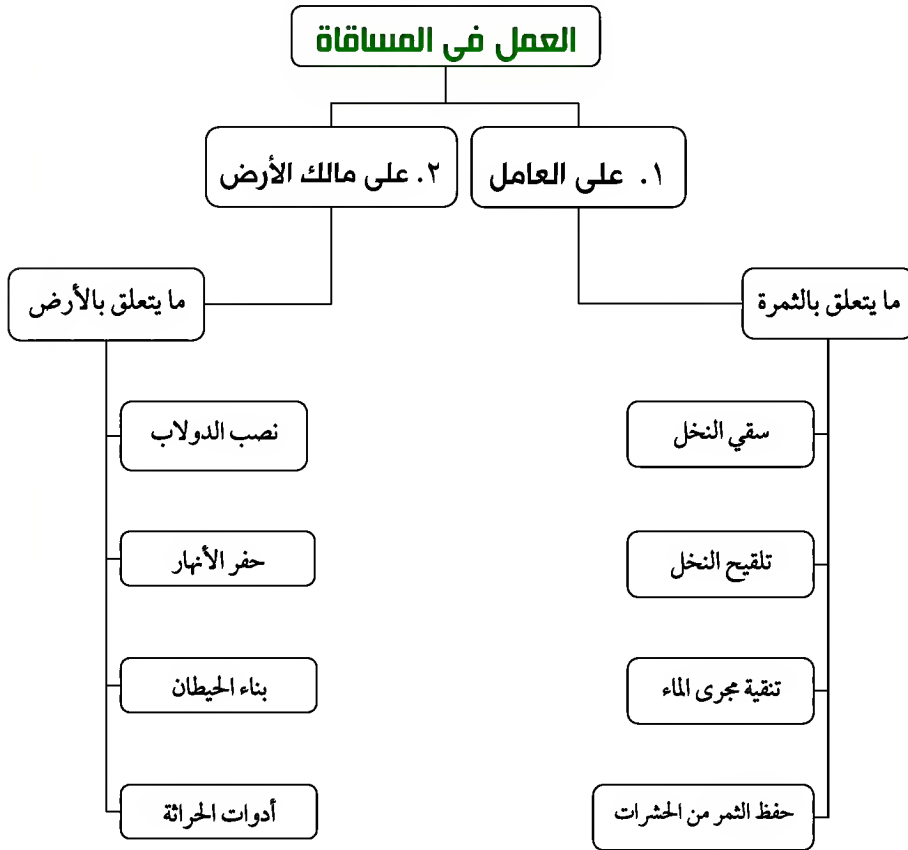 العمل فى المساقاة
١. على العامل
٢. على مالك الأرض
ما يتعلق بالثمرة
ما يتعلق بالأرض
سقي النخل
نصب الدولاب
تلقيح النخل
حفر الأنهار
تنقية مجرى الماء
بناء الحيطان
حفظ الثمر من الحشرات
أدوات الحراثة